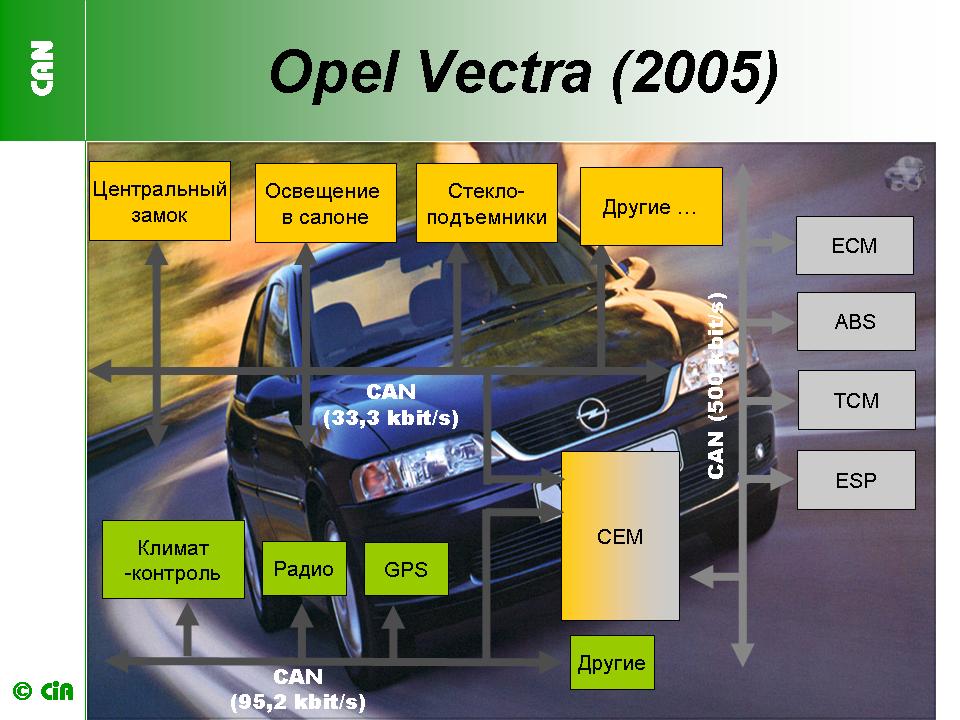 CAN
Opel Vectra (2005)
Центральный
замок
Освещение
в салоне
Стекло-
подъемники
Другие ...
ECM
ABS
TCM
ESP
CAN (500 kbit/s)
CAN
(33,3 kbit/s)
CEM
Климат
-контроль
Радио
GPS
Другие
CAN
(95,2 kbit/s)
© CiA